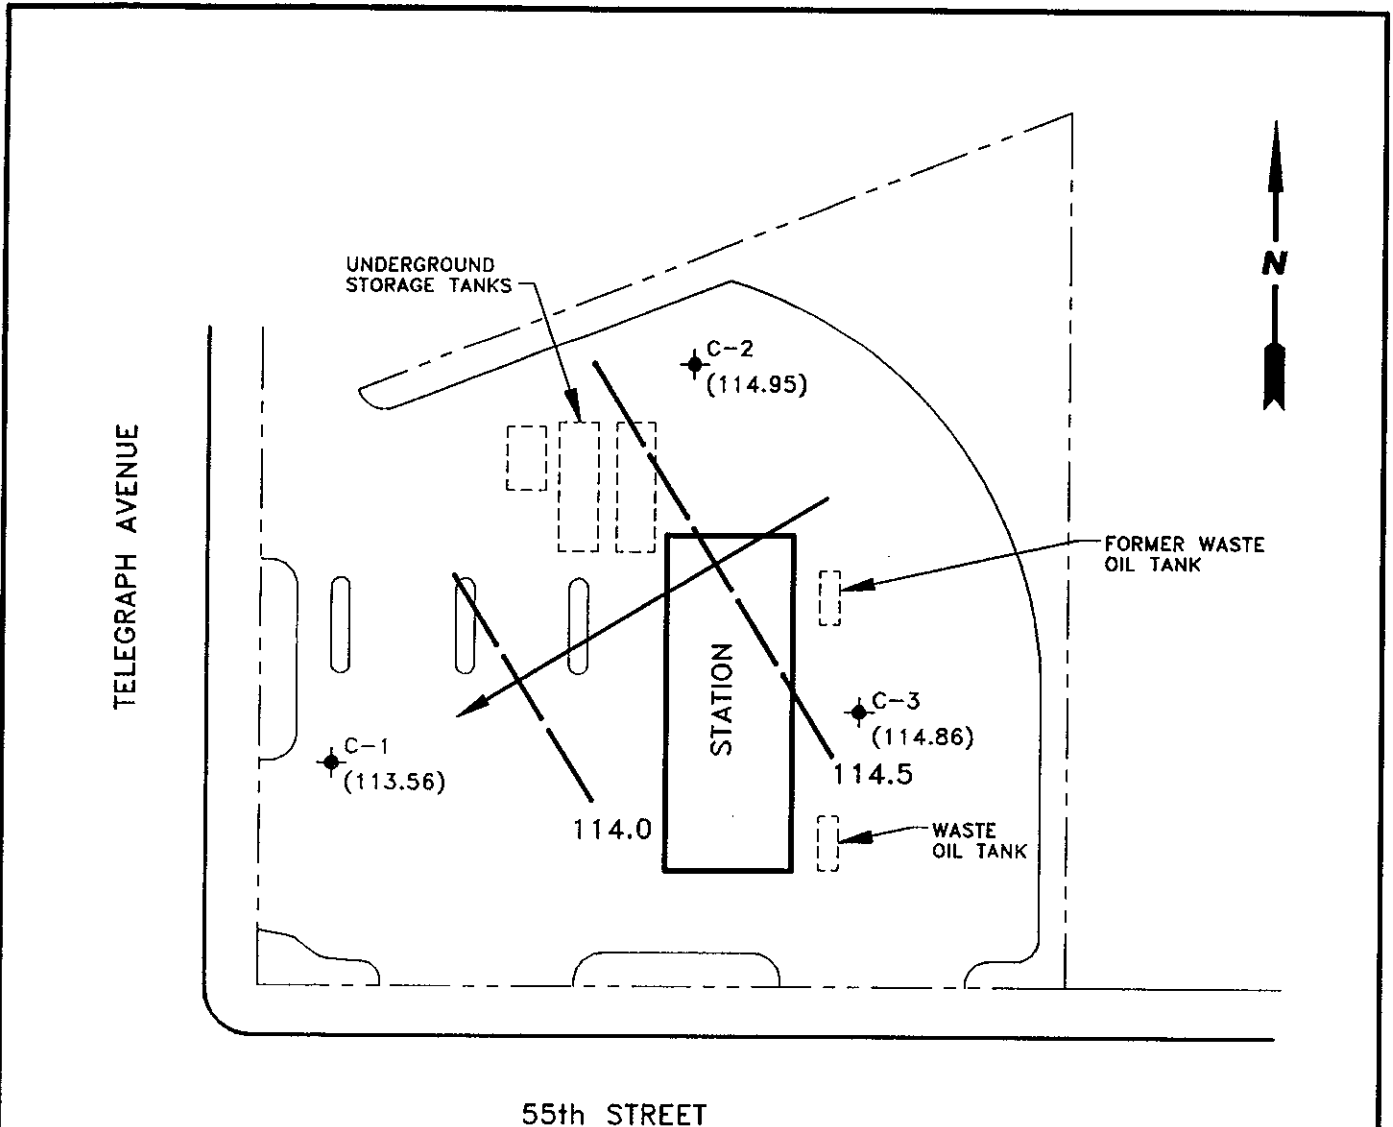 UNDERGROUND
STORAGE TANKS
N
C-2
(114.95)
TELEGRAPH AVENUE
FORMER WASTE
OIL TANK
STATION
C-3
(114.86)
C-1
(113.56)
114.5
114.0
WASTE
OIL TANK
55th STREET